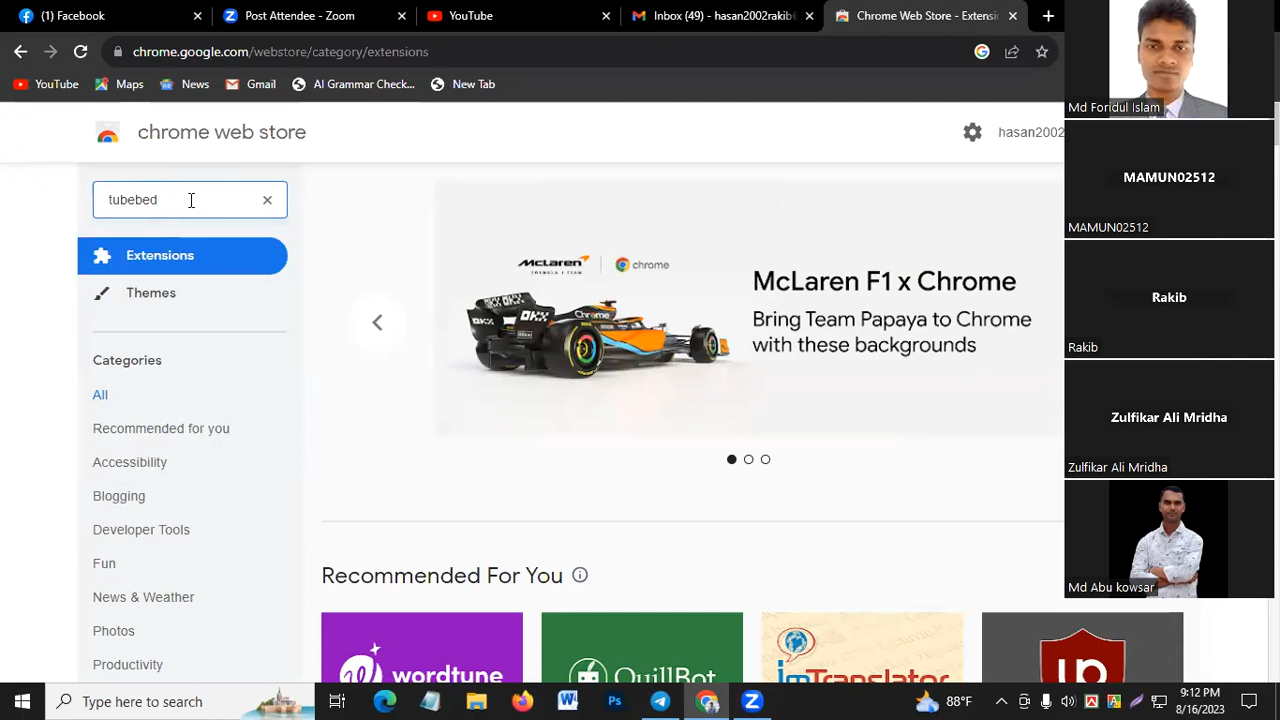 (1) Facebook
Post Attendee - Zoom
YouTube
Inbox (49) - hasan2002rakib
Chrome Web Store - Extensi
chrome.google.com/webstore/category/extensions
YouTube
Maps
News
Gmail
AI Grammar Check...
New Tab
chrome web store
hasan2002
tubebed
Extensions
Themes
Categories
All
Recommended for you
Accessibility
Blogging
Developer Tools
Fun
News & Weather
Photos
Productivity
McLaren
FORMULA 1 TEAM
chrome
McLaren F1 x Chrome
Bring Team Papaya to Chrome
with these backgrounds
Recommended For You
wordtune
QuillBot
imTranslator
Md Foridul Islam
MAMUN02512
MAMUN02512
Rakib
Rakib
Zulfikar Ali Mridha
Zulfikar Ali Mridha
Md Abu kowsar
Type here to search
88°F
9:12 PM
8/16/2023